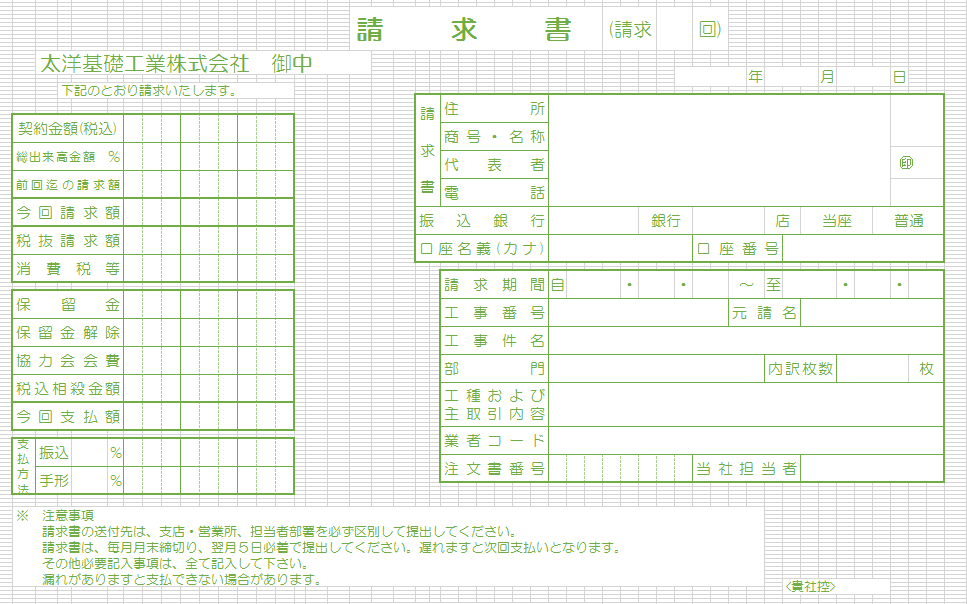 請求書 (請求 回)
太洋基礎工業株式会社 御中
年 月 日
下記のとおり請求いたします。
契約金額(税込)
総出来高金額 %
前回迄の請求額
今回請求額
税抜請求額
消費税等
保留金
保留金解除
協力会会費
税込相殺金額
今回支払額
支払方法
振込 %
手形 %
請求書
住所
商号・名称
代表者 ㊞
電話
振込銀行 銀行 店 当座 普通
口座名義(カナ) 口座番号
請求期間 自 ・ ・ ～ 至 ・ ・
工事番号 元請名
工事件名
部門 内訳枚数 枚
工種および
主取引内容
業者コード
注文書番号 当社担当者
※ 注意事項
請求書の送付先は、支店・営業所、担当者部署を必ず区別して提出してください。
請求書は、毎月月末締切り、翌月５日必着で提出してください。遅れますと次回支払いとなります。
その他必要記入事項は、全て記入して下さい。
漏れがありますと支払できない場合があります。
<貴社控>